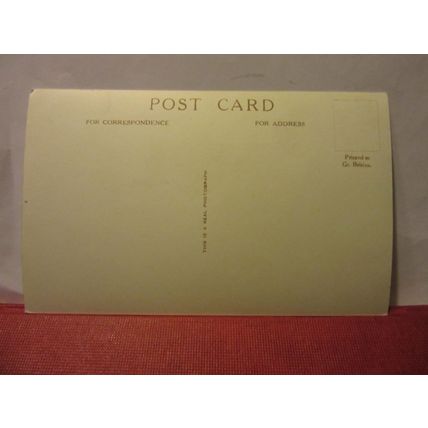 POST CARD
FOR CORRESPONDENCE
FOR ADDRESS
Printed in
Gt. Britain.
THIS IS A REAL PHOTOGRAPH